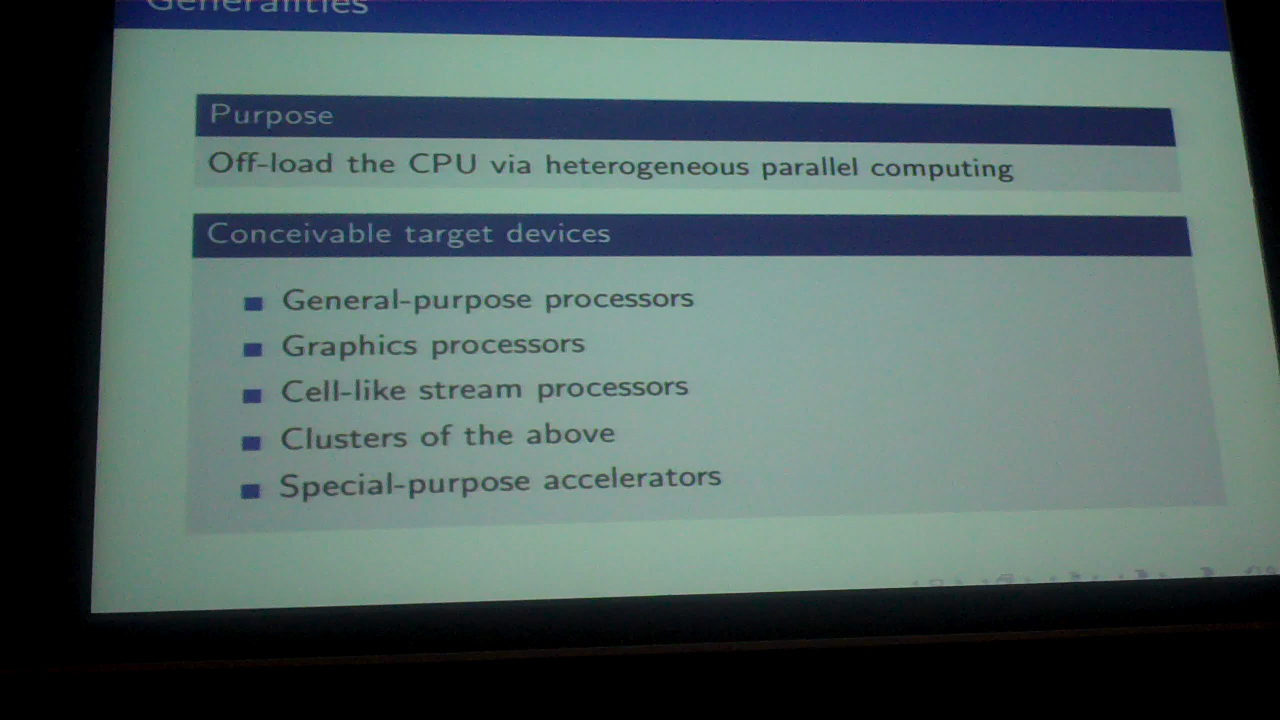 Generalities
Purpose
Off-load the CPU via heterogeneous parallel computing
Conceivable target devices
General-purpose processors
Graphics processors
Cell-like stream processors
Clusters of the above
Special-purpose accelerators